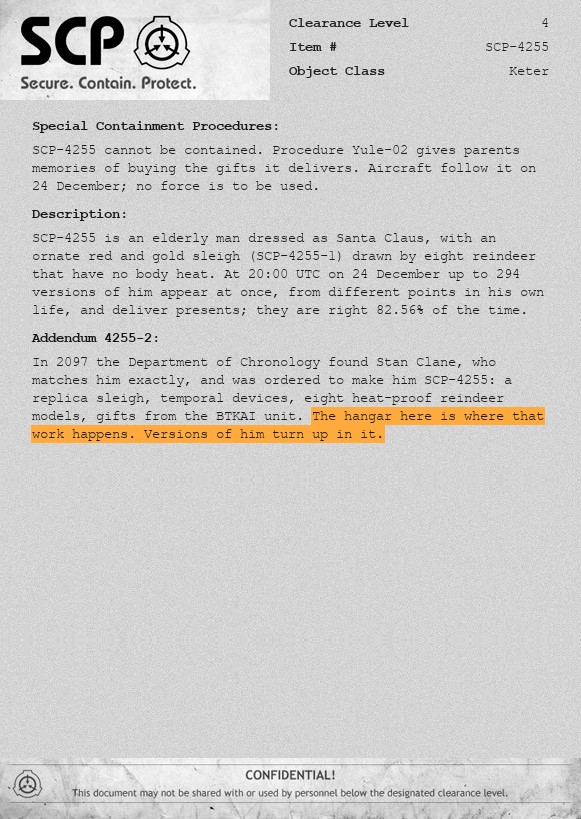 SCP
Secure. Contain. Protect.
Clearance Level 4
Item # SCP-4255
Object Class Keter
Special Containment Procedures:
SCP-4255 cannot be contained. Procedure Yule-02 gives parents
memories of buying the gifts it delivers. Aircraft follow it on
24 December; no force is to be used.
Description:
SCP-4255 is an elderly man dressed as Santa Claus, with an
ornate red and gold sleigh (SCP-4255-1) drawn by eight reindeer
that have no body heat. At 20:00 UTC on 24 December up to 294
versions of him appear at once, from different points in his own
life, and deliver presents; they are right 82.56% of the time.
Addendum 4255-2:
In 2097 the Department of Chronology found Stan Clane, who
matches him exactly, and was ordered to make him SCP-4255: a
replica sleigh, temporal devices, eight heat-proof reindeer
models, gifts from the BTKAI unit. The hangar here is where that
work happens. Versions of him turn up in it.
CONFIDENTIAL!
This document may not be shared with or used by personnel below the designated clearance level.